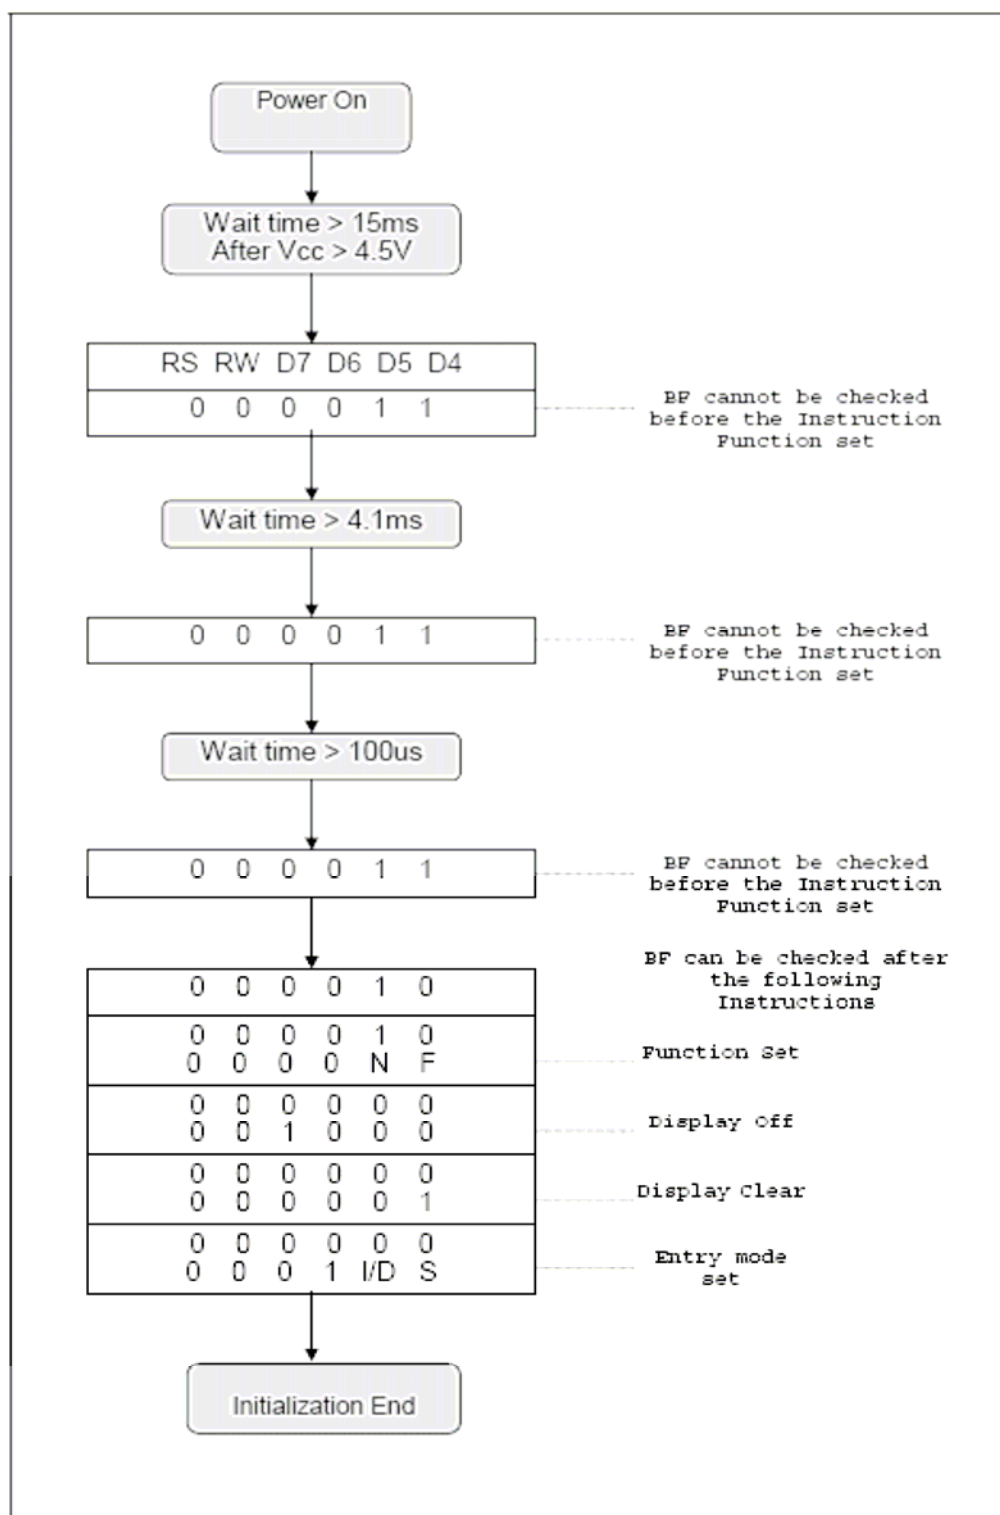 Power On
Wait time > 15ms
After Vcc > 4.5V
RS RW D7 D6 D5 D4
0 0 0 0 1 1
BF cannot be checked
before the Instruction
Function set
Wait time > 4.1ms
0 0 0 0 1 1
BF cannot be checked
before the Instruction
Function set
Wait time > 100us
0 0 0 0 1 1
BF cannot be checked
before the Instruction
Function set
BF can be checked after
the following
Instructions
0 0 0 0 1 0
0 0 0 0 1 0
0 0 0 0 N F
Function Set
0 0 0 0 0 0
0 0 1 0 0 0
Display Off
0 0 0 0 0 0
0 0 0 0 0 1
Display Clear
0 0 0 0 0 0
0 0 0 1 I/D S
Entry mode
set
Initialization End